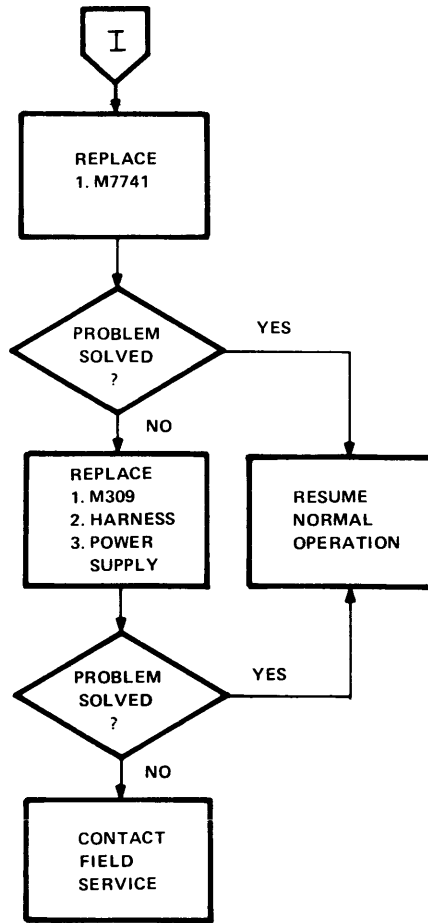 I
REPLACE
1. M7741
PROBLEM
SOLVED
?
YES
NO
REPLACE
1. M309
2. HARNESS
3. POWER
SUPPLY
RESUME
NORMAL
OPERATION
PROBLEM
SOLVED
?
YES
NO
CONTACT
FIELD
SERVICE